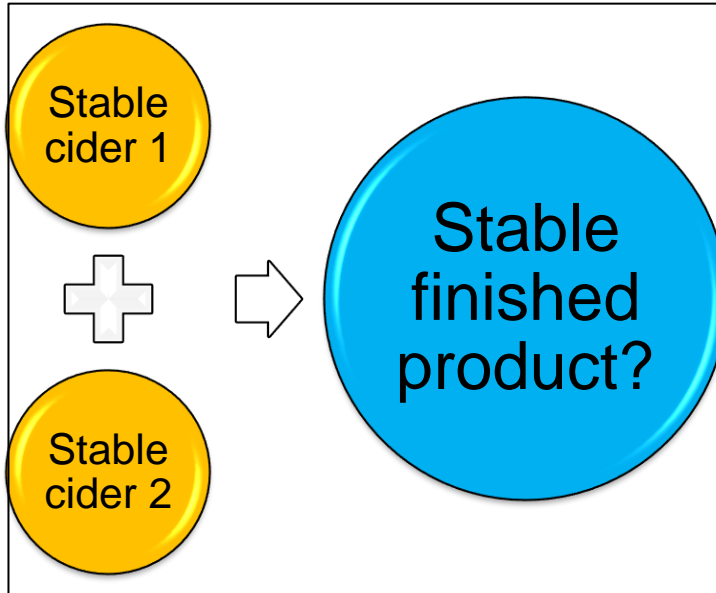 Stable
cider 1
Stable
cider 2
Stable
finished
product?